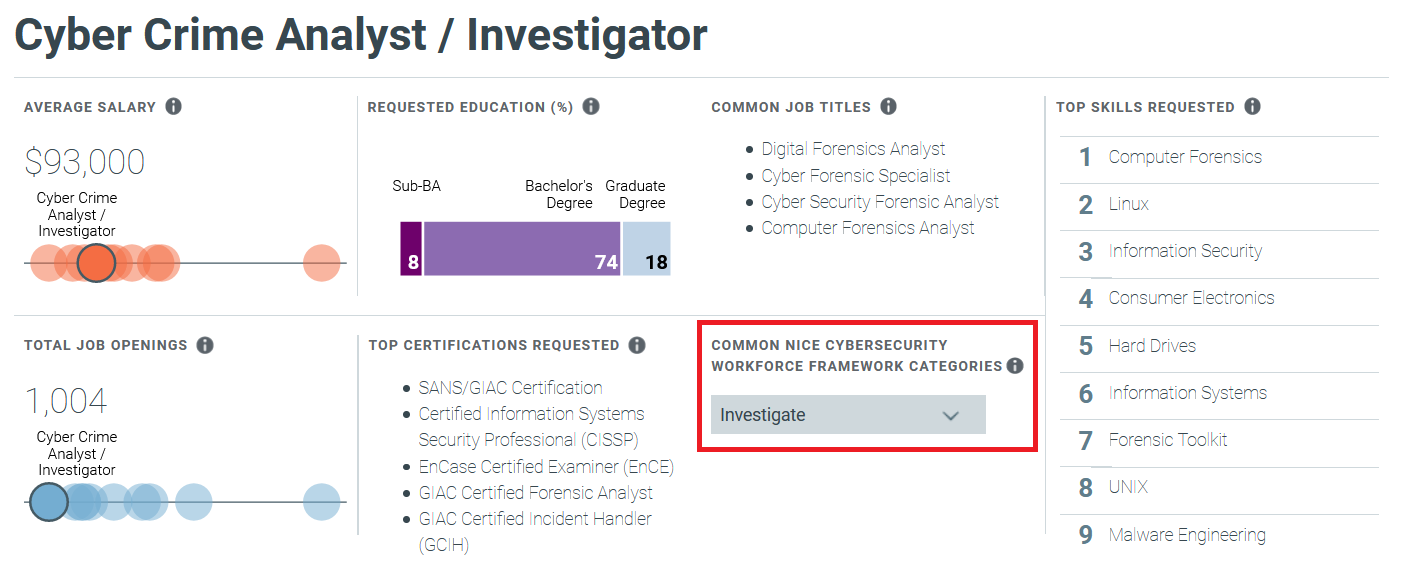 Cyber Crime Analyst / Investigator
AVERAGE SALARY
$93,000
Cyber Crime
Analyst /
Investigator
REQUESTED EDUCATION (%)
Sub-BA
Bachelor's
Degree
Graduate
Degree
8
74
18
COMMON JOB TITLES
Digital Forensics Analyst
Cyber Forensic Specialist
Cyber Security Forensic Analyst
Computer Forensics Analyst
TOTAL JOB OPENINGS
1,004
Cyber Crime
Analyst /
Investigator
TOP CERTIFICATIONS REQUESTED
SANS/GIAC Certification
Certified Information Systems
Security Professional (CISSP)
EnCase Certified Examiner (EnCE)
GIAC Certified Forensic Analyst
GIAC Certified Incident Handler
(GCIH)
COMMON NICE CYBERSECURITY
WORKFORCE FRAMEWORK CATEGORIES
Investigate
TOP SKILLS REQUESTED
1 Computer Forensics
2 Linux
3 Information Security
4 Consumer Electronics
5 Hard Drives
6 Information Systems
7 Forensic Toolkit
8 UNIX
9 Malware Engineering